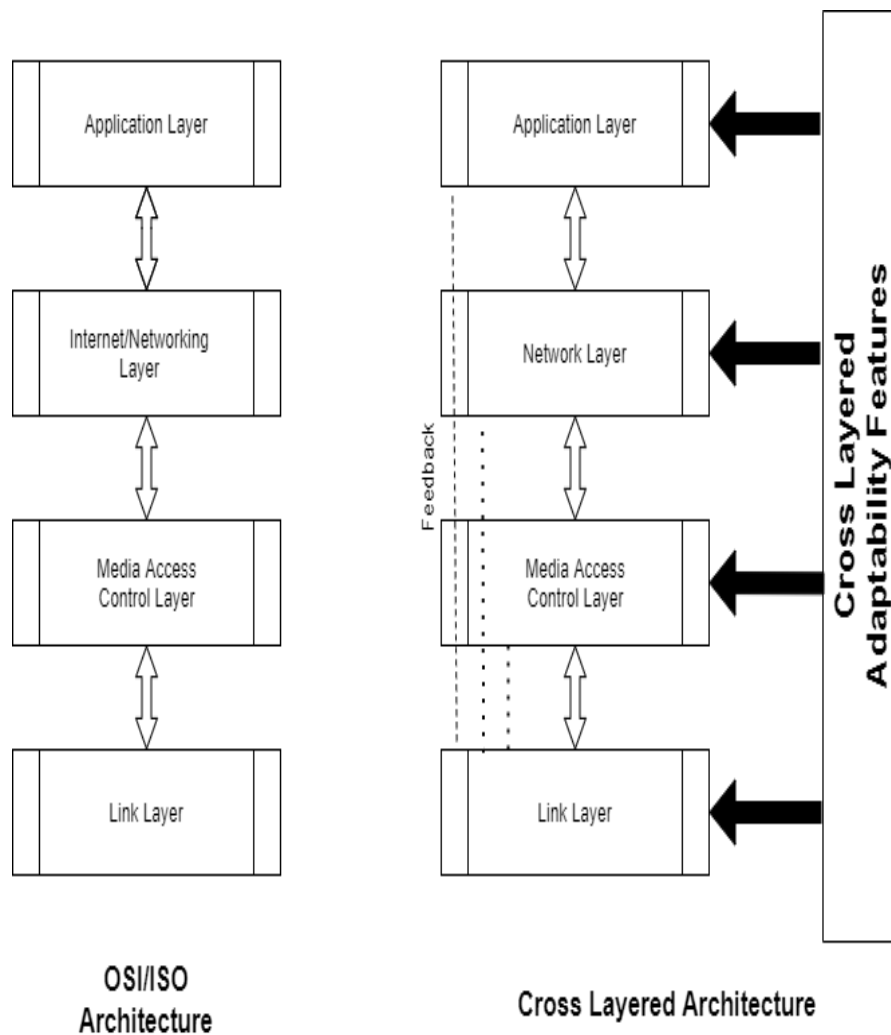 Application Layer
Internet/Networking
Layer
Media Access
Control Layer
Link Layer
OSI/ISO
Architecture
Application Layer
Network Layer
Feedback
Media Access
Control Layer
Link Layer
Cross Layered Architecture
Cross Layered
Adaptability Features